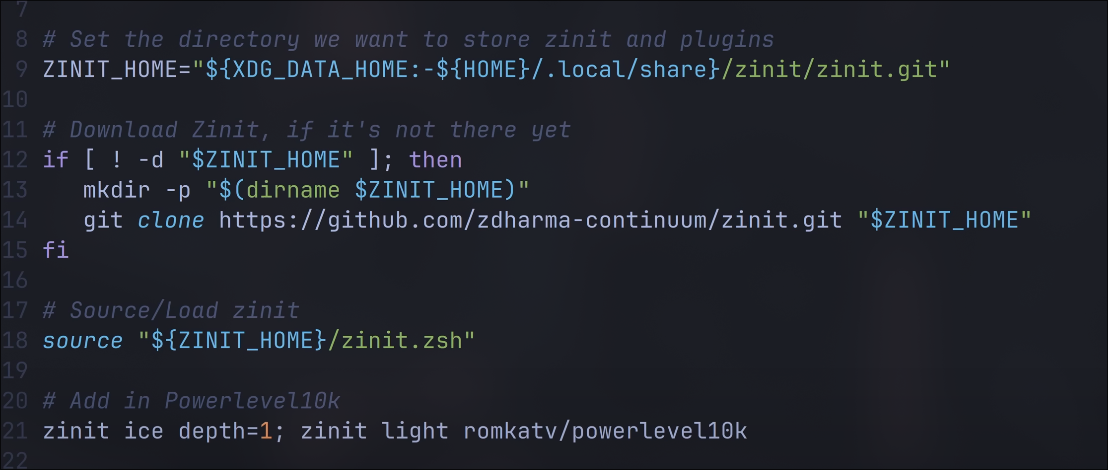 7
8 # Set the directory we want to store zinit and plugins
9 ZINIT_HOME="${XDG_DATA_HOME:-${HOME}/.local/share}/zinit/zinit.git"
10
11 # Download Zinit, if it's not there yet
12 if [ ! -d "$ZINIT_HOME" ]; then
13    mkdir -p "$(dirname $ZINIT_HOME)"
14    git clone https://github.com/zdharma-continuum/zinit.git "$ZINIT_HOME"
15 fi
16
17 # Source/Load zinit
18 source "${ZINIT_HOME}/zinit.zsh"
19
20 # Add in Powerlevel10k
21 zinit ice depth=1; zinit light romkatv/powerlevel10k
22